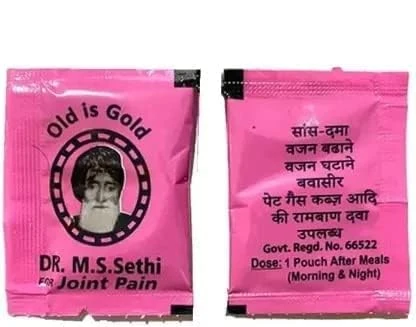 Old is Gold
DR. M.S.Sethi
FOR Joint Pain
सांस-दमा
वजन बढाने
वजन घटाने
बवासीर
पेट गैस कब्ज़ आदि
की रामबाण दवा
उपलब्ध
Govt. Regd. No. 66522
Dose: 1 Pouch After Meals
(Morning & Night)